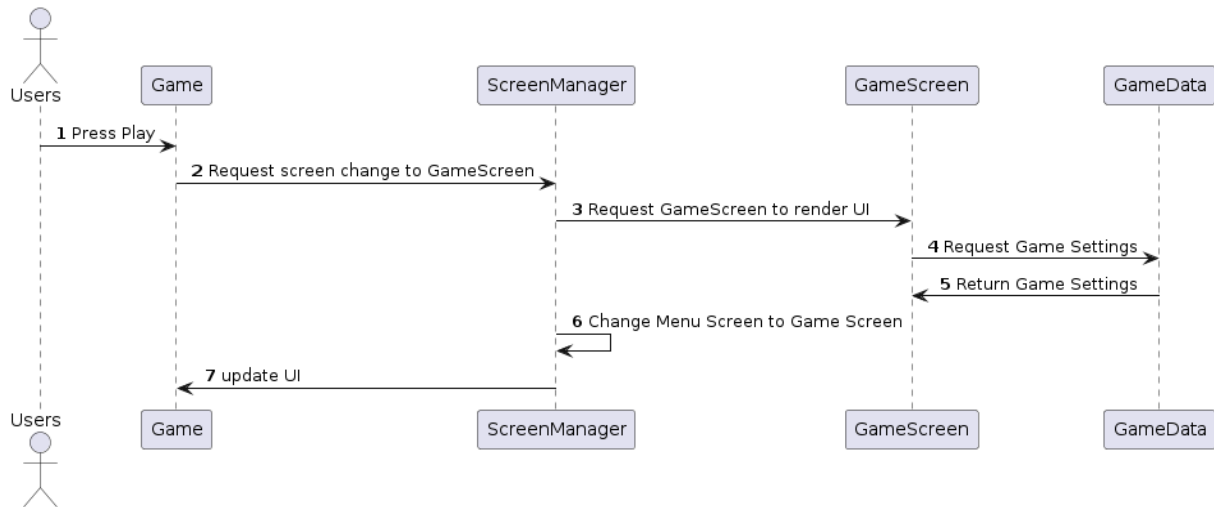 Users
Game
ScreenManager
GameScreen
GameData
1 Press Play
2 Request screen change to GameScreen
3 Request GameScreen to render UI
4 Request Game Settings
5 Return Game Settings
6 Change Menu Screen to Game Screen
7 update UI
Users
Game
ScreenManager
GameScreen
GameData